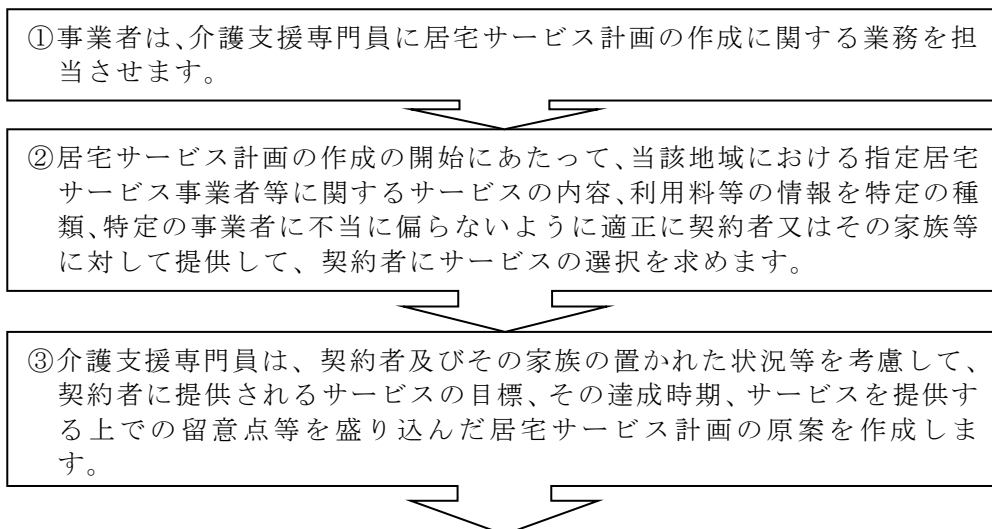 ①事業者は、介護支援専門員に居宅サービス計画の作成に関する業務を担
当させます。
②居宅サービス計画の作成の開始にあたって、当該地域における指定居宅
サービス事業者等に関するサービスの内容、利用料等の情報を特定の種
類、特定の事業者に不当に偏らないように適正に契約者又はその家族等
に対して提供して、契約者にサービスの選択を求めます。
③介護支援専門員は、契約者及びその家族の置かれた状況等を考慮して、
契約者に提供されるサービスの目標、その達成時期、サービスを提供す
る上での留意点等を盛り込んだ居宅サービス計画の原案を作成しま
す。